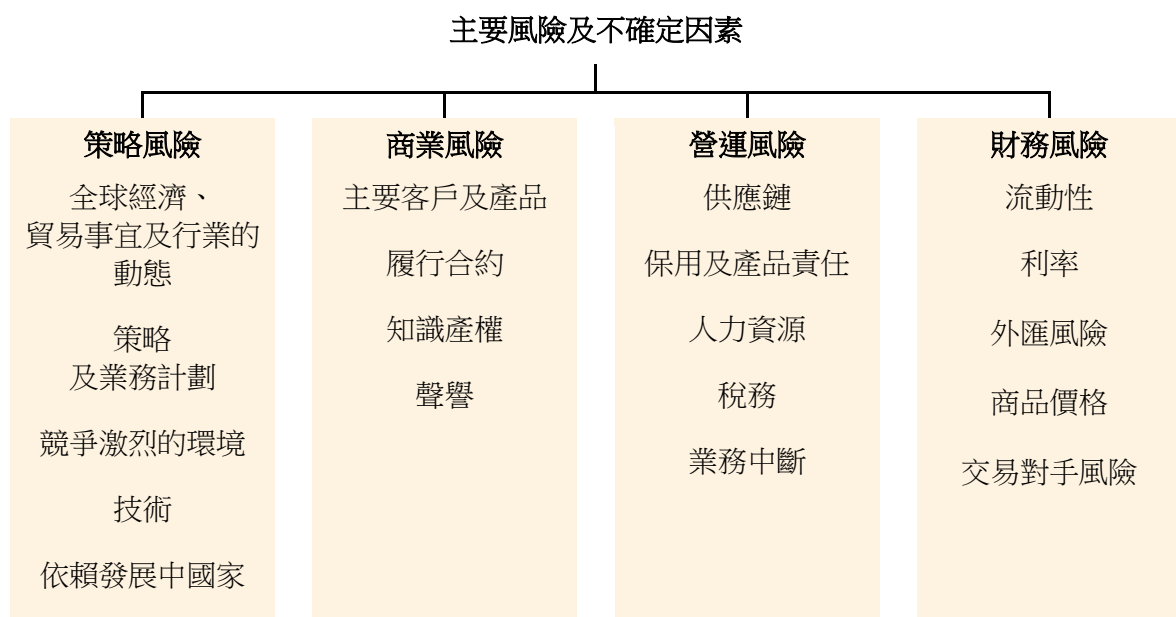 主要風險及不確定因素
策略風險
全球經濟、
貿易事宜及行業的
動態
策略
及業務計劃
競爭激烈的環境
技術
依賴發展中國家
商業風險
主要客戶及產品
履行合約
知識產權
聲譽
營運風險
供應鏈
保用及產品責任
人力資源
稅務
業務中斷
財務風險
流動性
利率
外匯風險
商品價格
交易對手風險